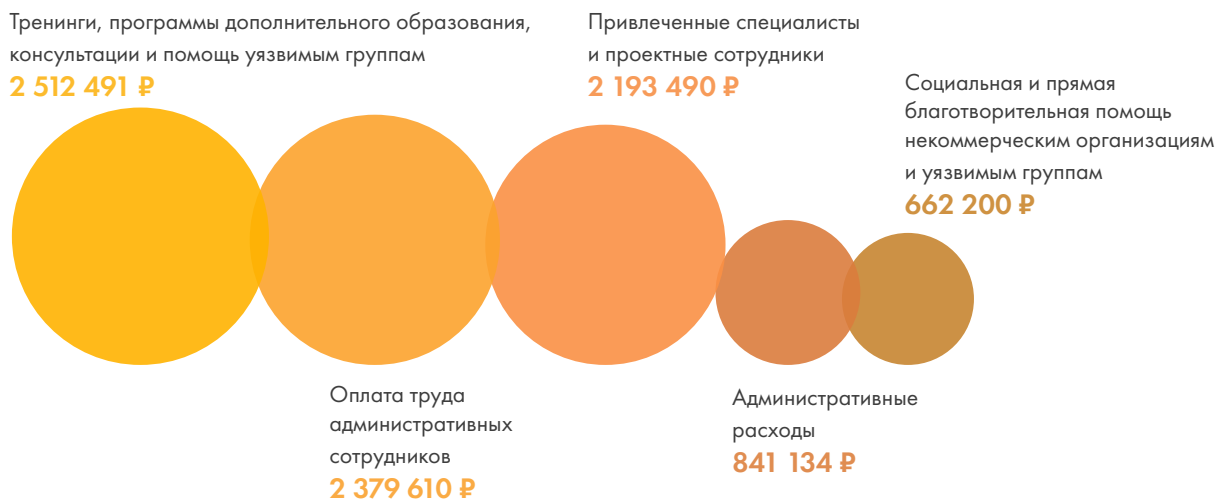 Тренинги, программы дополнительного образования,
консультации и помощь уязвимым группам
2 512 491 ₽
Привлеченные специалисты
и проектные сотрудники
2 193 490 ₽
Социальная и прямая
благотворительная помощь
некоммерческим организациям
и уязвимым группам
662 200 ₽
Оплата труда
административных
сотрудников
2 379 610 ₽
Административные
расходы
841 134 ₽